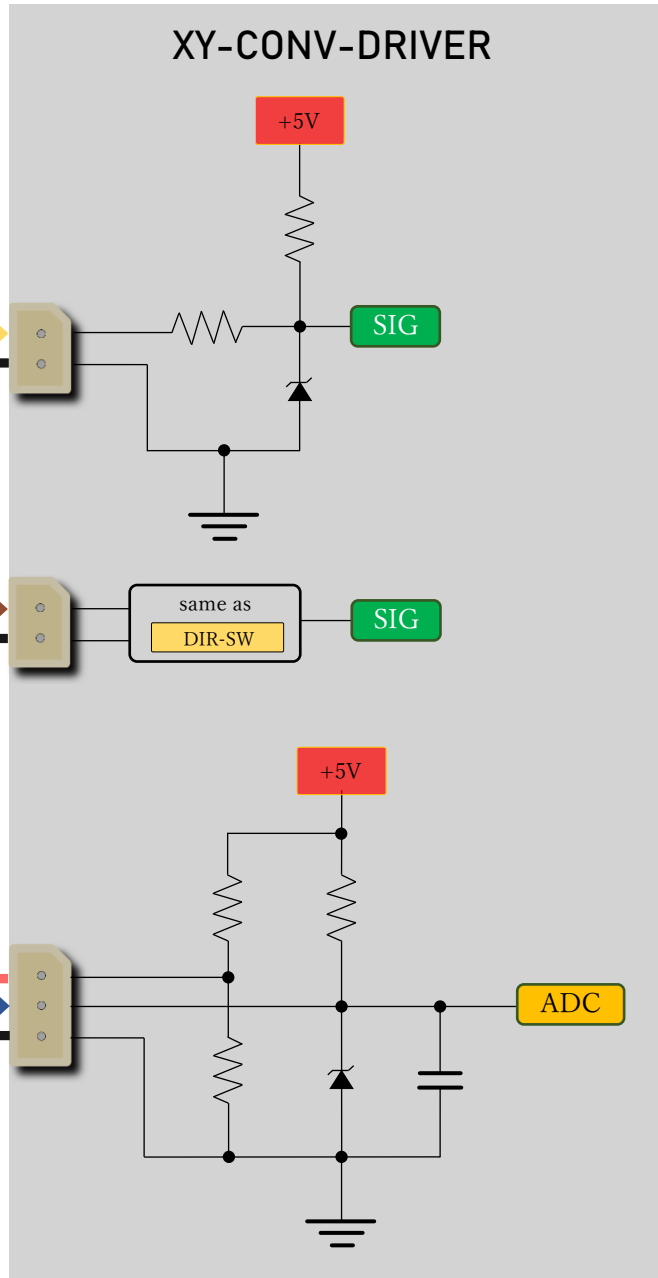 XY-CONV-DRIVER
+5V
SIG
same as
DIR-SW
SIG
+5V
ADC